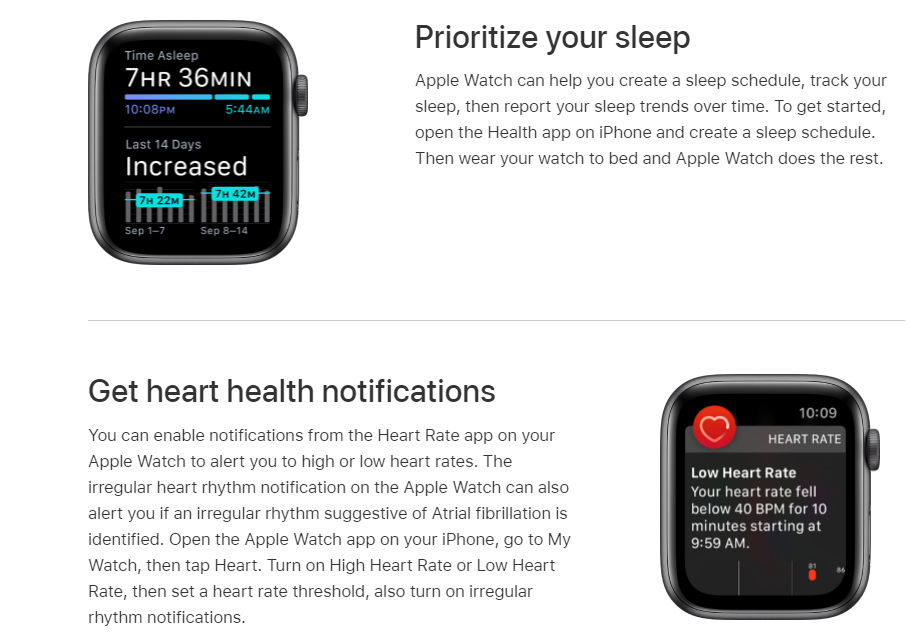 Time Asleep
7HR 36MIN
10:08PM 5:44AM
Last 14 Days
Increased
7H 22M 7H 42M
Sep 1–7 Sep 8–14
Prioritize your sleep
Apple Watch can help you create a sleep schedule, track your
sleep, then report your sleep trends over time. To get started,
open the Health app on iPhone and create a sleep schedule.
Then wear your watch to bed and Apple Watch does the rest.
Get heart health notifications
You can enable notifications from the Heart Rate app on your
Apple Watch to alert you to high or low heart rates. The
irregular heart rhythm notification on the Apple Watch can also
alert you if an irregular rhythm suggestive of Atrial fibrillation is
identified. Open the Apple Watch app on your iPhone, go to My
Watch, then tap Heart. Turn on High Heart Rate or Low Heart
Rate, then set a heart rate threshold, also turn on irregular
rhythm notifications.
10:09
HEART RATE
Low Heart Rate
Your heart rate fell
below 40 BPM for 10
minutes starting at
9:59 AM.
81 86